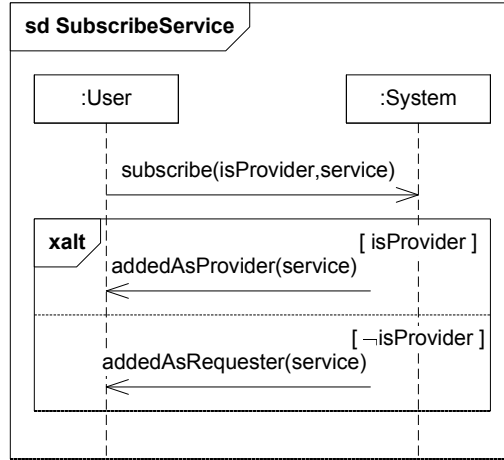 sd SubscribeService
:User
:System
subscribe(isProvider,service)
xalt
[ isProvider ]
addedAsProvider(service)
[ ¬isProvider ]
addedAsRequester(service)